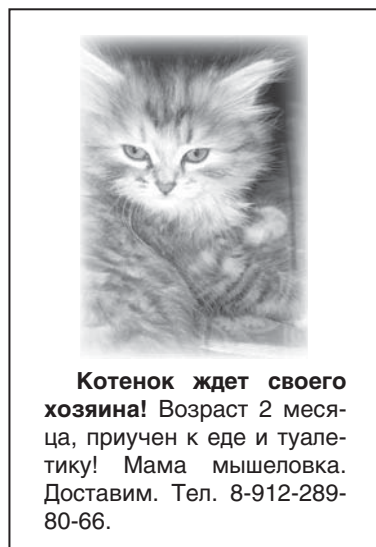 Котенок ждет своего
хозяина! Возраст 2 меся-
ца, приучен к еде и туале-
тику! Мама мышеловка.
Доставим. Тел. 8-912-289-
80-66.